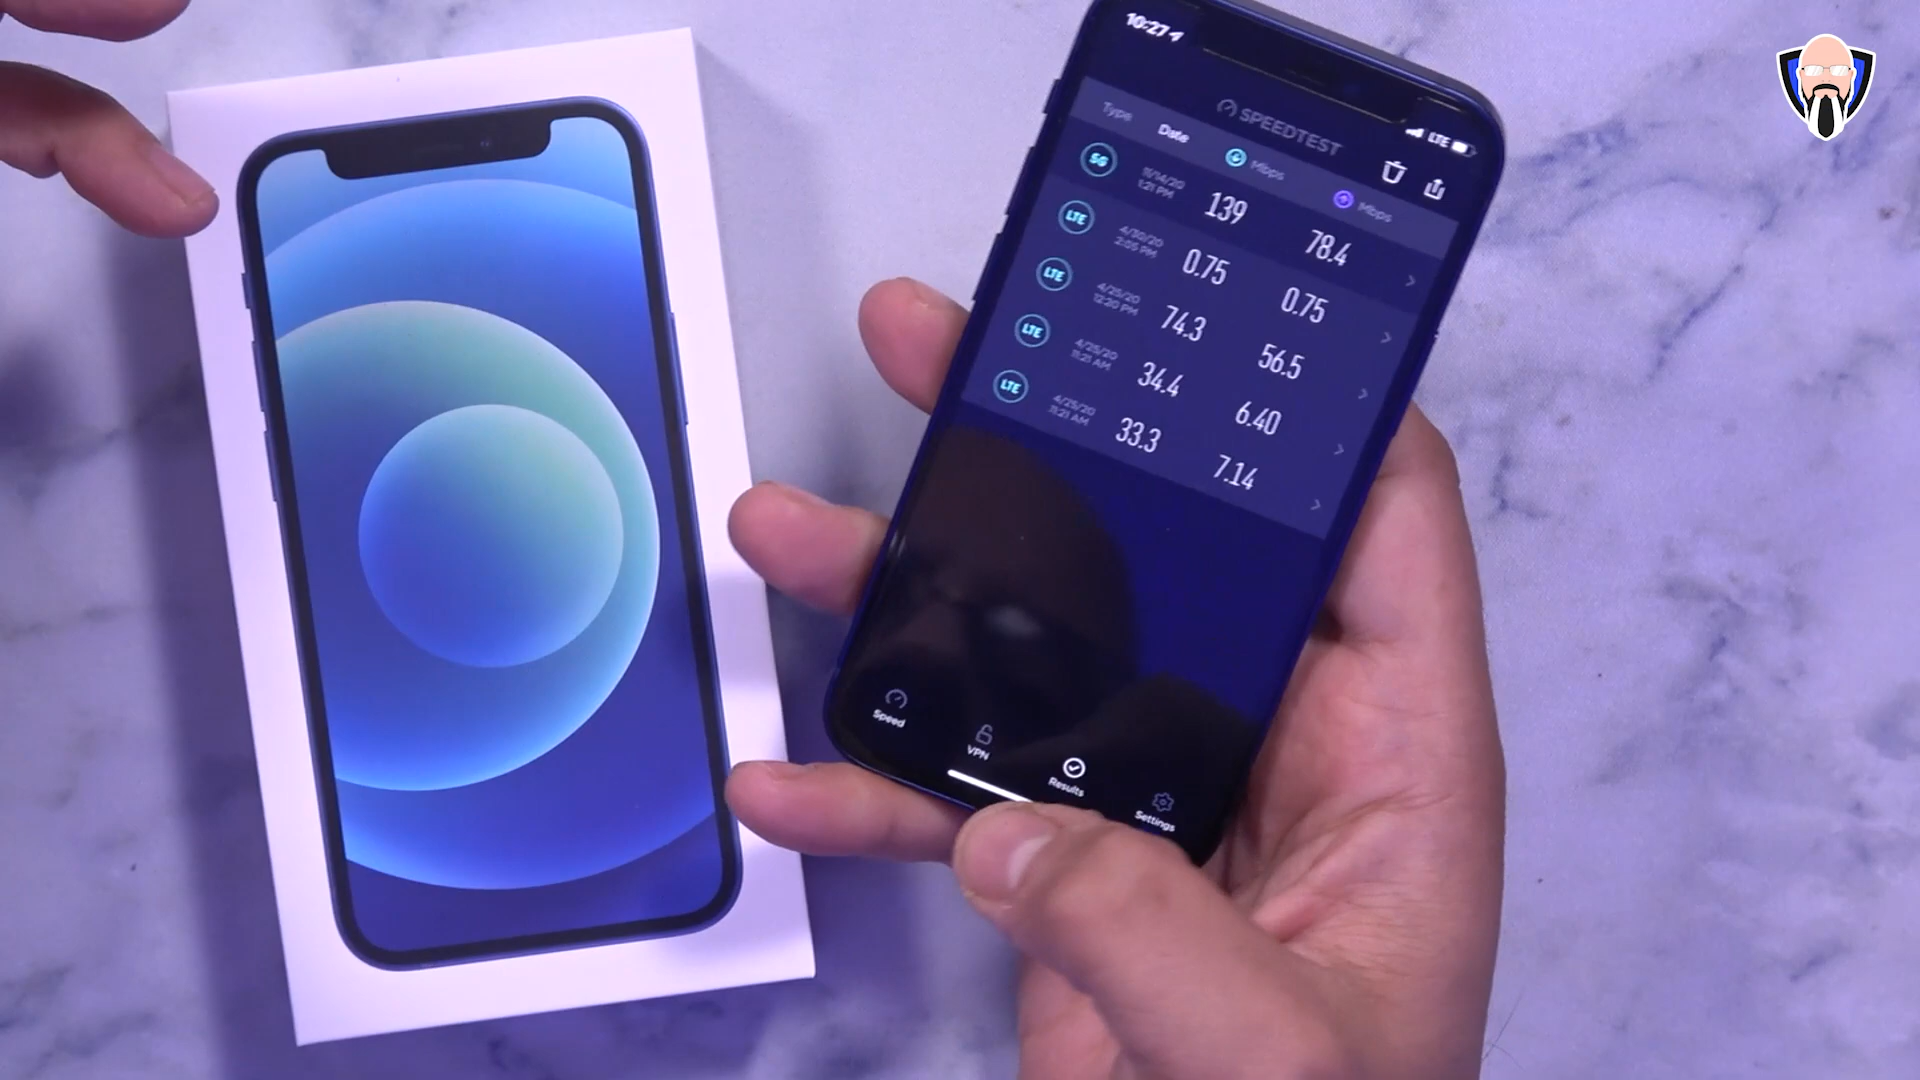 10:27
LTE
SPEEDTEST
Type Date Mbps Mbps
5G 11/14/20 1:21 PM 139 78.4
LTE 4/30/20 2:05 PM 0.75 0.75
LTE 4/25/20 12:20 PM 74.3 56.5
LTE 4/25/20 11:21 AM 34.4 6.40
LTE 4/25/20 11:21 AM 33.3 7.14
Speed VPN Results Settings